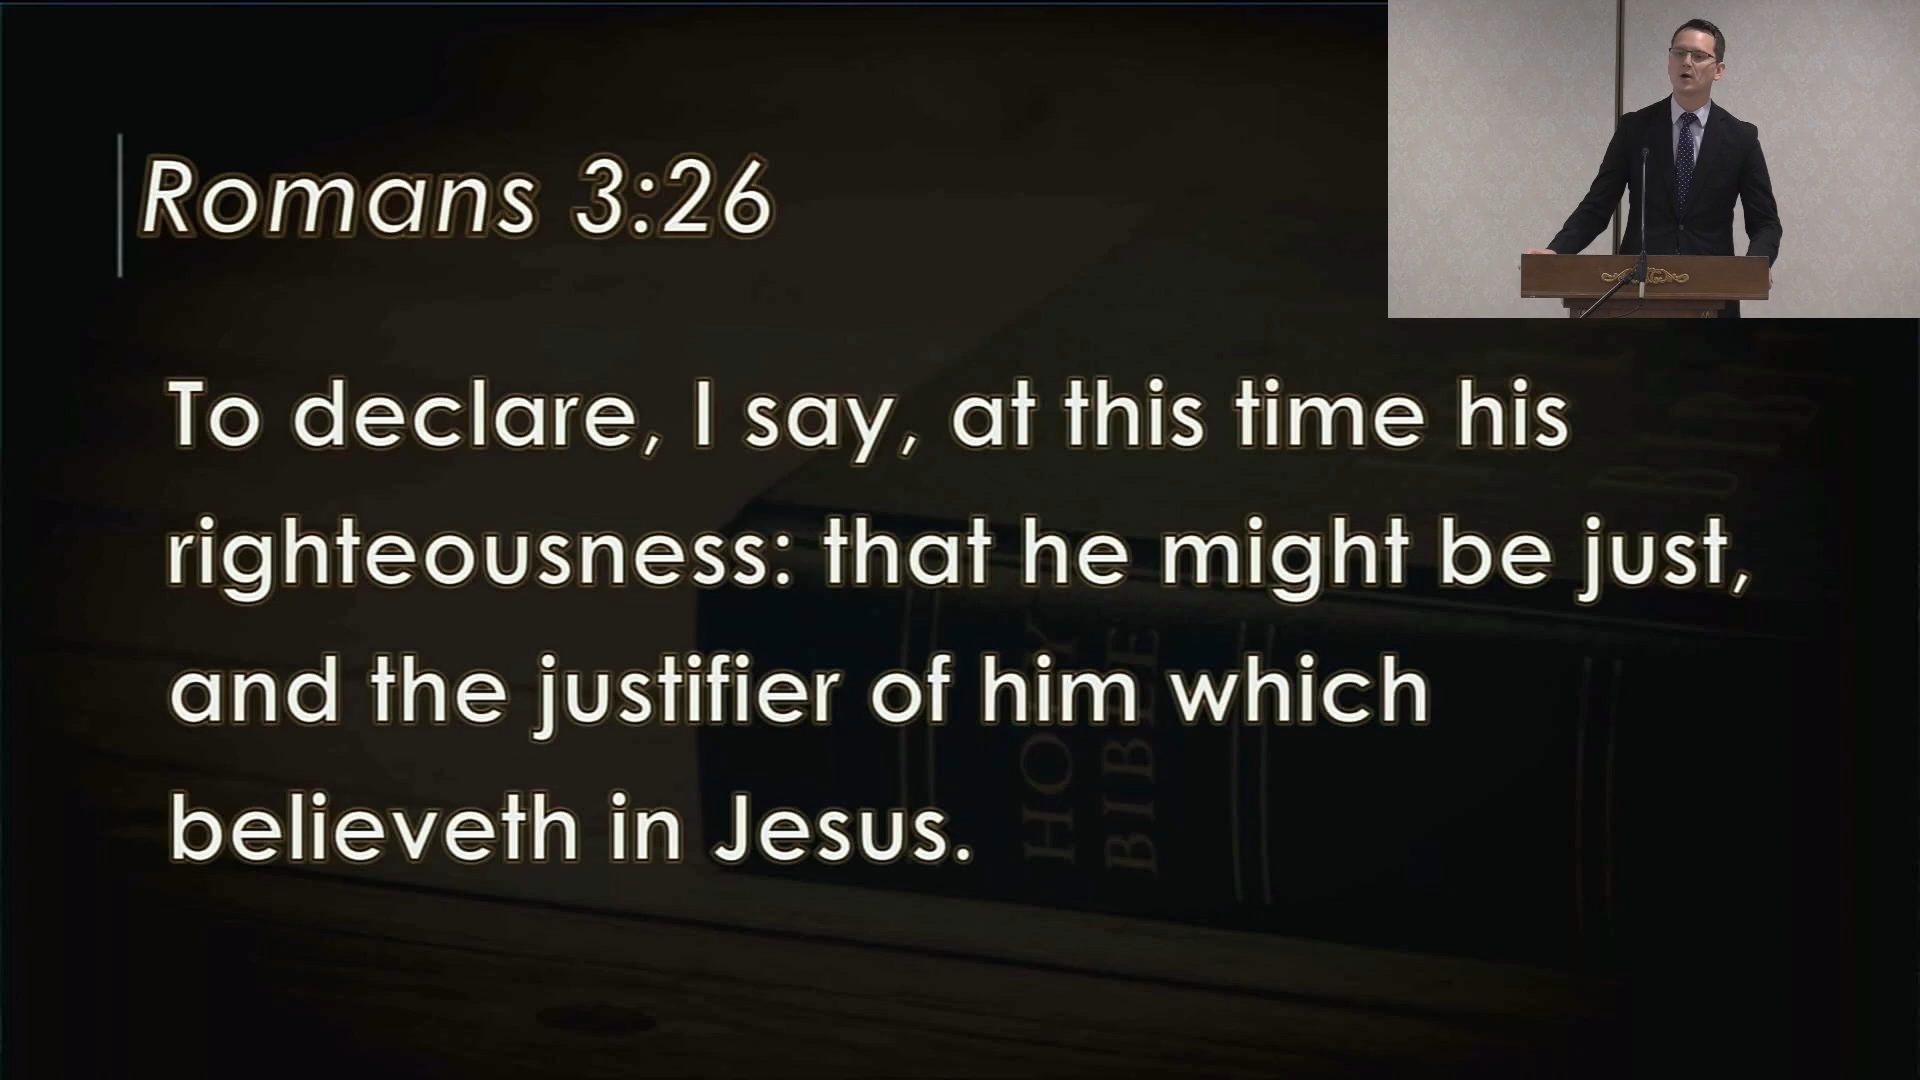 Romans 3:26
To declare, I say, at this time his
righteousness: that he might be just,
and the justifier of him which
believeth in Jesus.
HOLY
BIBLE